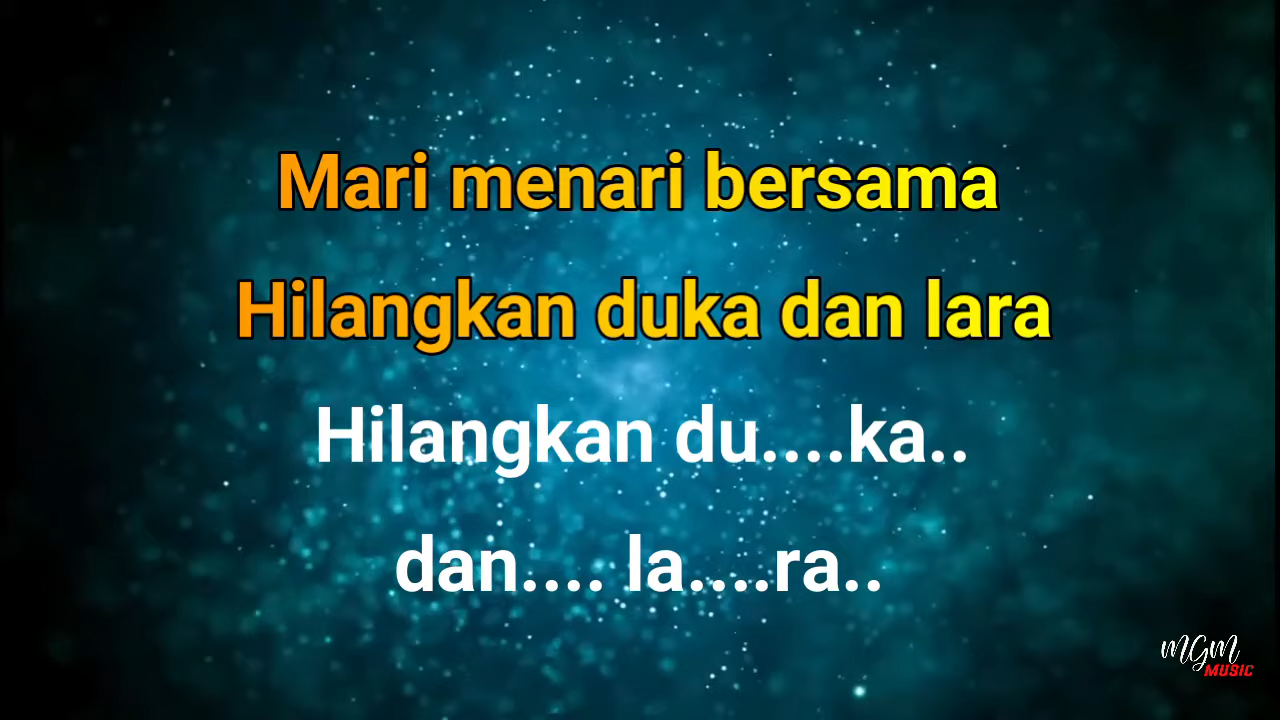 Mari menari bersama
Hilangkan duka dan lara
Hilangkan du....ka..
dan.... la....ra..
MGM
MUSIC